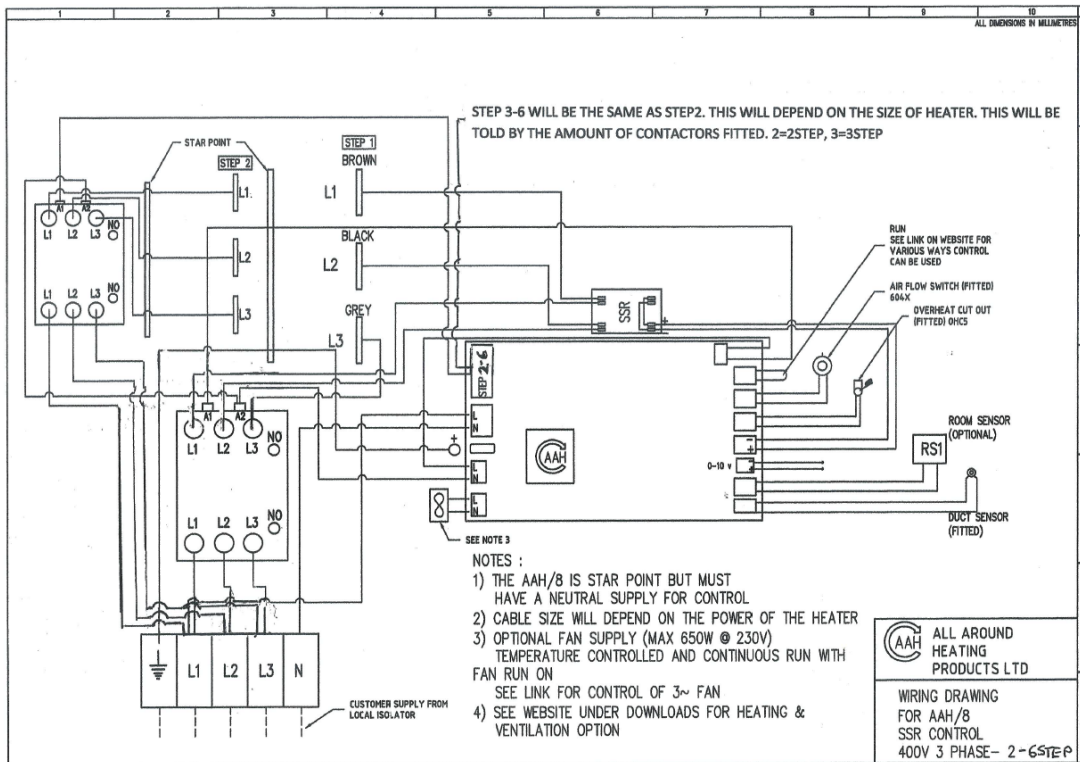 1 2 3 4 5 6 7 8 9 10
ALL DIMENSIONS IN MILLIMETRES
STEP 3-6 WILL BE THE SAME AS STEP2. THIS WILL DEPEND ON THE SIZE OF HEATER. THIS WILL BE
TOLD BY THE AMOUNT OF CONTACTORS FITTED. 2=2STEP, 3=3STEP
STAR POINT
STEP 2
STEP 1
BROWN
L1
L1
BLACK
L2
L2
GREY
L3
L3
A1 A2
L1 L2 L3 NO
L1 L2 L3 NO
SSR
+
RUN
SEE LINK ON WEBSITE FOR
VARIOUS WAYS CONTROL
CAN BE USED
AIR FLOW SWITCH (FITTED)
604X
OVERHEAT CUT OUT
(FITTED) OHC5
STEP 2-6
L
N
+
L
N
L
N
AAH
-
+
0-10 V
-
+
ROOM SENSOR
(OPTIONAL)
RS1
DUCT SENSOR
(FITTED)
A1 A2
L1 L2 L3 NO
L1 L2 L3 NO
SEE NOTE 3
L1 L2 L3 N
CUSTOMER SUPPLY FROM
LOCAL ISOLATOR
NOTES :
1) THE AAH/8 IS STAR POINT BUT MUST
HAVE A NEUTRAL SUPPLY FOR CONTROL
2) CABLE SIZE WILL DEPEND ON THE POWER OF THE HEATER
3) OPTIONAL FAN SUPPLY (MAX 650W @ 230V)
TEMPERATURE CONTROLLED AND CONTINUOUS RUN WITH
FAN RUN ON
SEE LINK FOR CONTROL OF 3~ FAN
4) SEE WEBSITE UNDER DOWNLOADS FOR HEATING &
VENTILATION OPTION
AAH
ALL AROUND
HEATING
PRODUCTS LTD
WIRING DRAWING
FOR AAH/8
SSR CONTROL
400V 3 PHASE- 2-6STEP